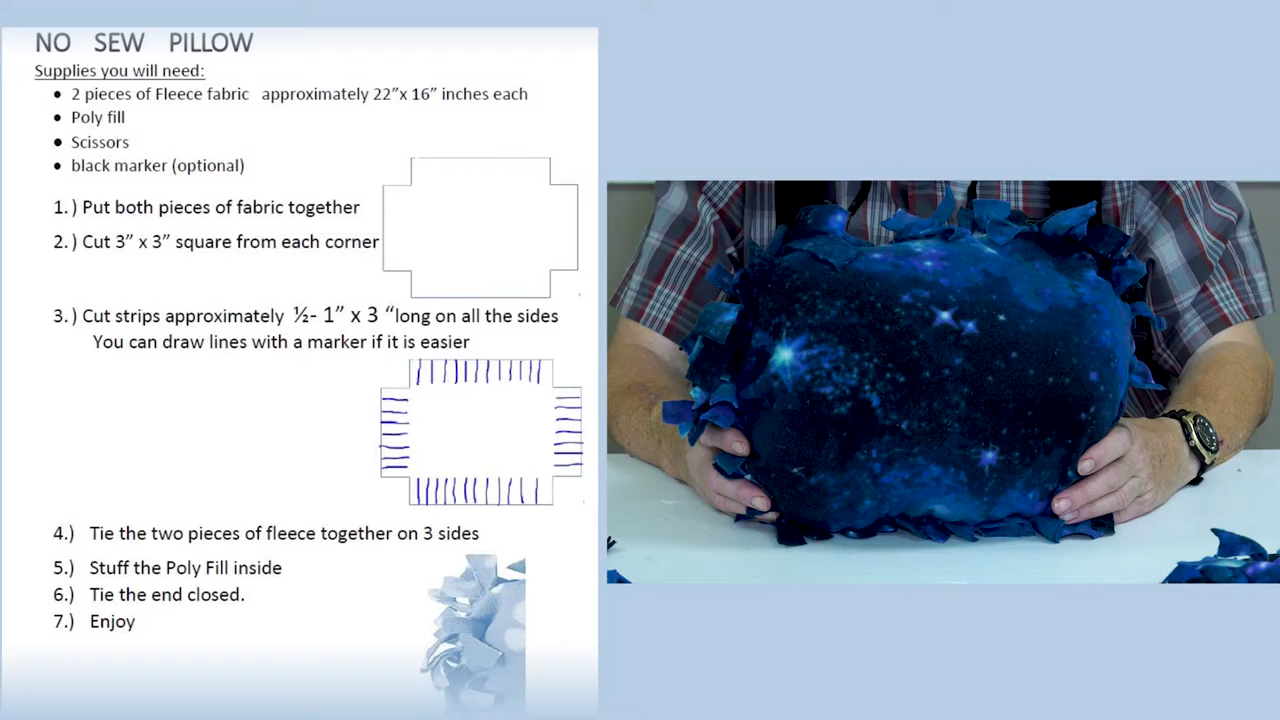 NO SEW PILLOW
Supplies you will need:
• 2 pieces of Fleece fabric approximately 22”x 16” inches each
• Poly fill
• Scissors
• black marker (optional)
1.) Put both pieces of fabric together
2.) Cut 3” x 3” square from each corner
3.) Cut strips approximately ½- 1” x 3 “long on all the sides
You can draw lines with a marker if it is easier
4.) Tie the two pieces of fleece together on 3 sides
5.) Stuff the Poly Fill inside
6.) Tie the end closed.
7.) Enjoy